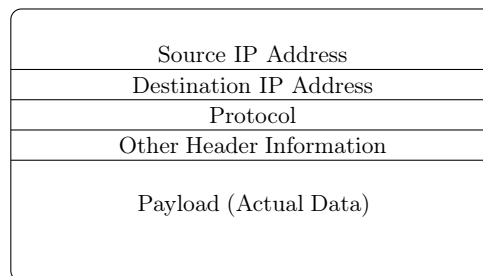 Source IP Address
Destination IP Address
Protocol
Other Header Information
Payload (Actual Data)